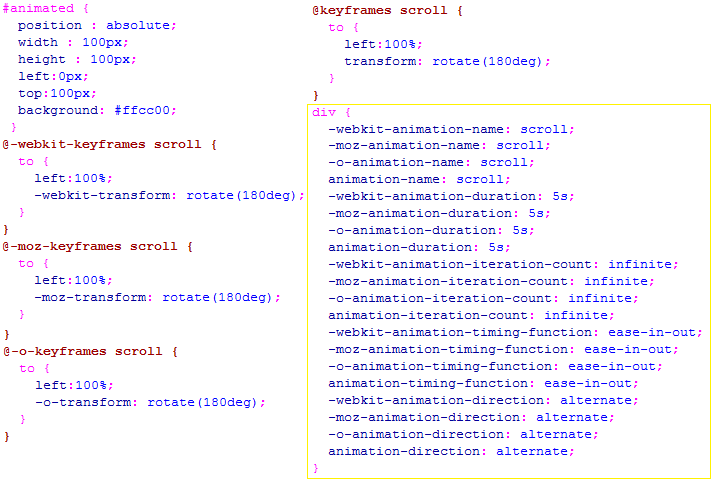 #animated {
  position : absolute;
  width : 100px;
  height : 100px;
  left:0px;
  top:100px;
  background: #ffcc00;
 }
@-webkit-keyframes scroll {
  to {
    left:100%;
    -webkit-transform: rotate(180deg);
  }
}
@-moz-keyframes scroll {
  to {
    left:100%;
    -moz-transform: rotate(180deg);
  }
}
@-o-keyframes scroll {
  to {
    left:100%;
    -o-transform: rotate(180deg);
  }
}
@keyframes scroll {
  to {
    left:100%;
    transform: rotate(180deg);
  }
}
div {
  -webkit-animation-name: scroll;
  -moz-animation-name: scroll;
  -o-animation-name: scroll;
  animation-name: scroll;
  -webkit-animation-duration: 5s;
  -moz-animation-duration: 5s;
  -o-animation-duration: 5s;
  animation-duration: 5s;
  -webkit-animation-iteration-count: infinite;
  -moz-animation-iteration-count: infinite;
  -o-animation-iteration-count: infinite;
  animation-iteration-count: infinite;
  -webkit-animation-timing-function: ease-in-out;
  -moz-animation-timing-function: ease-in-out;
  -o-animation-timing-function: ease-in-out;
  animation-timing-function: ease-in-out;
  -webkit-animation-direction: alternate;
  -moz-animation-direction: alternate;
  -o-animation-direction: alternate;
  animation-direction: alternate;
}